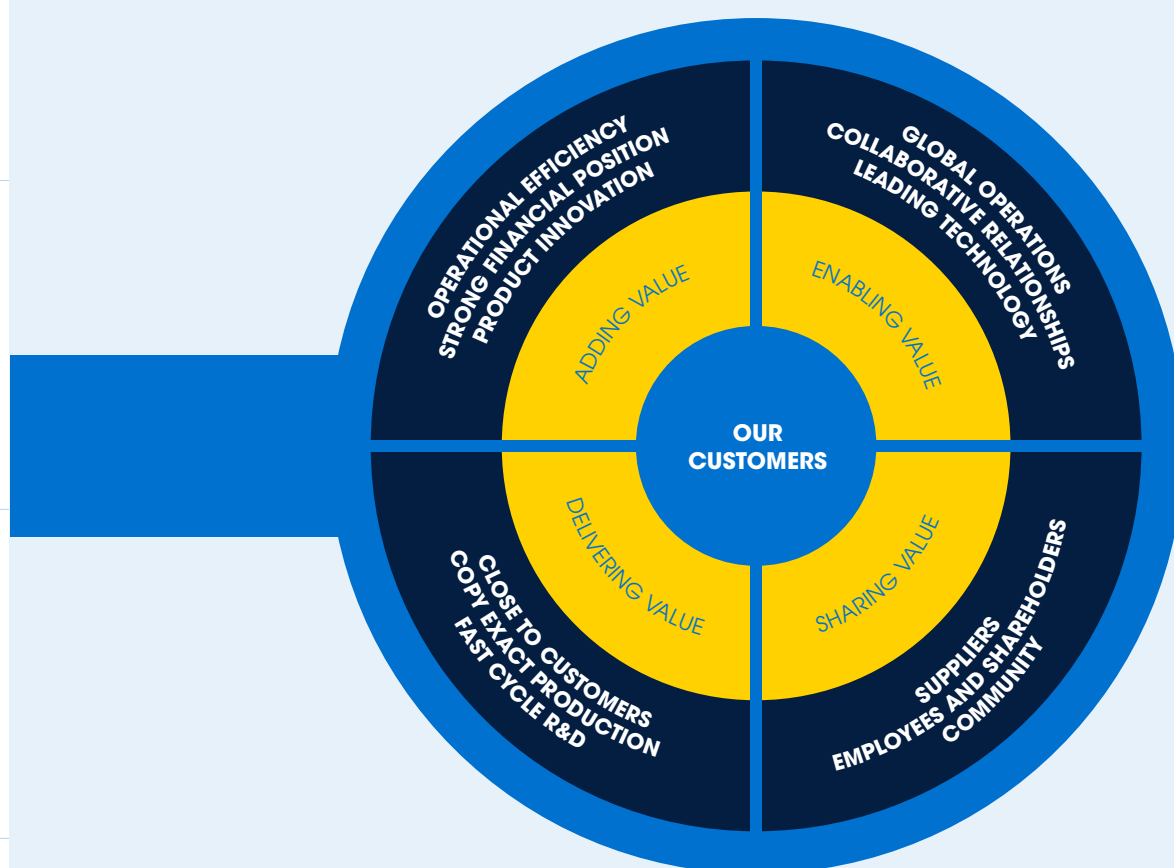 OPERATIONAL EFFICIENCY
STRONG FINANCIAL POSITION
PRODUCT INNOVATION
ADDING VALUE
GLOBAL OPERATIONS
COLLABORATIVE RELATIONSHIPS
LEADING TECHNOLOGY
ENABLING VALUE
OUR
CUSTOMERS
DELIVERING VALUE
CLOSE TO CUSTOMERS
COPY EXACT PRODUCTION
FAST CYCLE R&D
SHARING VALUE
SUPPLIERS
EMPLOYEES AND SHAREHOLDERS
COMMUNITY